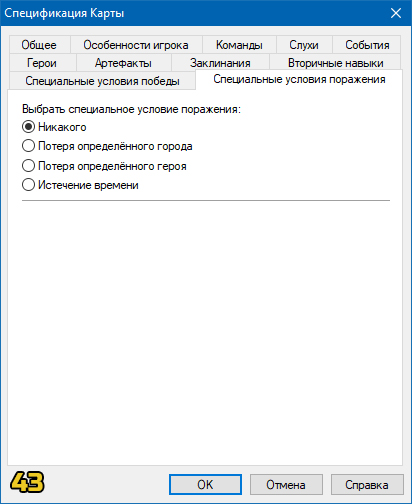 Спецификация Карты
Общее Особенности игрока Команды Слухи События
Герои Артефакты Заклинания Вторичные навыки
Специальные условия победы Специальные условия поражения
Выбрать специальное условие поражения:
Никакого
Потеря определённого города
Потеря определённого героя
Истечение времени
43
OK Отмена Справка